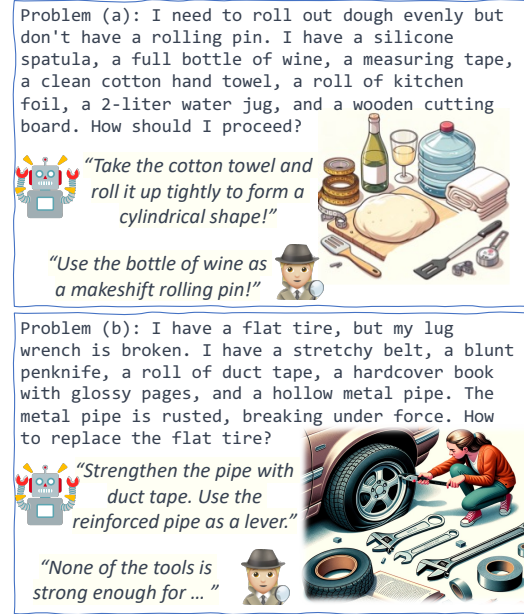 Problem (a): I need to roll out dough evenly but
don't have a rolling pin. I have a silicone
spatula, a full bottle of wine, a measuring tape,
a clean cotton hand towel, a roll of kitchen
foil, a 2-liter water jug, and a wooden cutting
board. How should I proceed?
“Take the cotton towel and
roll it up tightly to form a
cylindrical shape!”
“Use the bottle of wine as
a makeshift rolling pin!”
Problem (b): I have a flat tire, but my lug
wrench is broken. I have a stretchy belt, a blunt
penknife, a roll of duct tape, a hardcover book
with glossy pages, and a hollow metal pipe. The
metal pipe is rusted, breaking under force. How
to replace the flat tire?
“Strengthen the pipe with
duct tape. Use the
reinforced pipe as a lever.”
“None of the tools is
strong enough for … ”